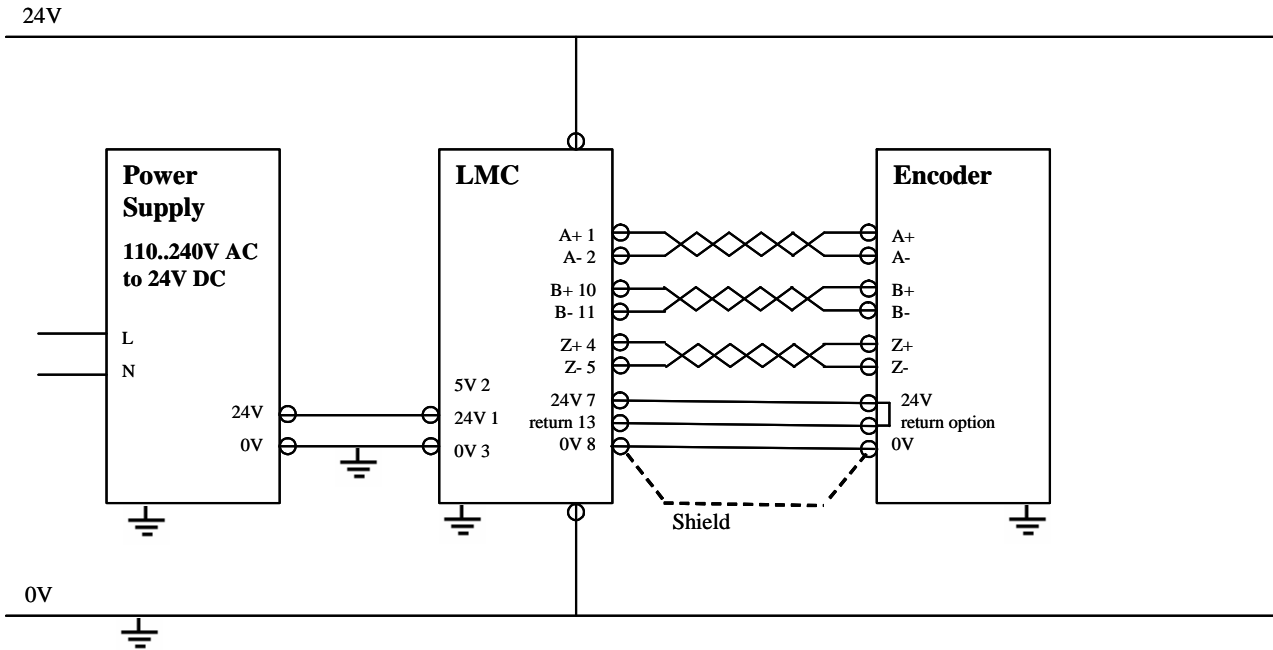 24V
Power
Supply
110..240V AC
to 24V DC
L
N
24V
0V
LMC
A+ 1
A- 2
B+ 10
B- 11
Z+ 4
Z- 5
5V 2
24V 1
0V 3
24V 7
return 13
0V 8
Shield
Encoder
A+
A-
B+
B-
Z+
Z-
24V
return option
0V
0V